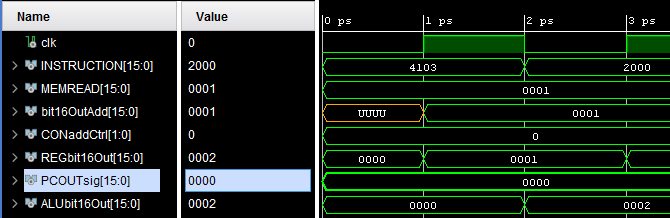 Name Value 0 ps 1 ps 2 ps 3 ps
clk 0
INSTRUCTION[15:0] 2000 4103 2000
MEMREAD[15:0] 0001 0001
bit16OutAdd[15:0] 0001 UUUU 0001
CONaddCtrl[1:0] 0 0
REGbit16Out[15:0] 0002 0000 0001
PCOUTsig[15:0] 0000 0000
ALUbit16Out[15:0] 0002 0000 0002